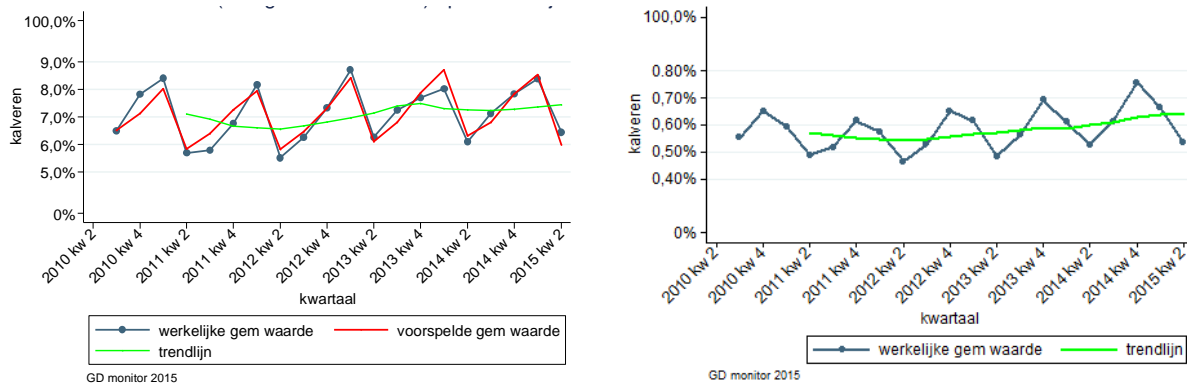 100,0%
9,0%
8,0%
7,0%
6,0%
5,0%
0%
kalveren
2010 kw 2
2010 kw 4
2011 kw 2
2011 kw 4
2012 kw 2
2012 kw 4
2013 kw 2
2013 kw 4
2014 kw 2
2014 kw 4
2015 kw 2
kwartaal
werkelijke gem waarde
voorspelde gem waarde
trendlijn
GD monitor 2015
100,0%
0.80%
0,70%
0,60%
0,50%
0,40%
0%
kalveren
2010 kw 2
2010 kw 4
2011 kw 2
2011 kw 4
2012 kw 2
2012 kw 4
2013 kw 2
2013 kw 4
2014 kw 2
2014 kw 4
2015 kw 2
kwartaal
werkelijke gem waarde
trendlijn
GD monitor 2015